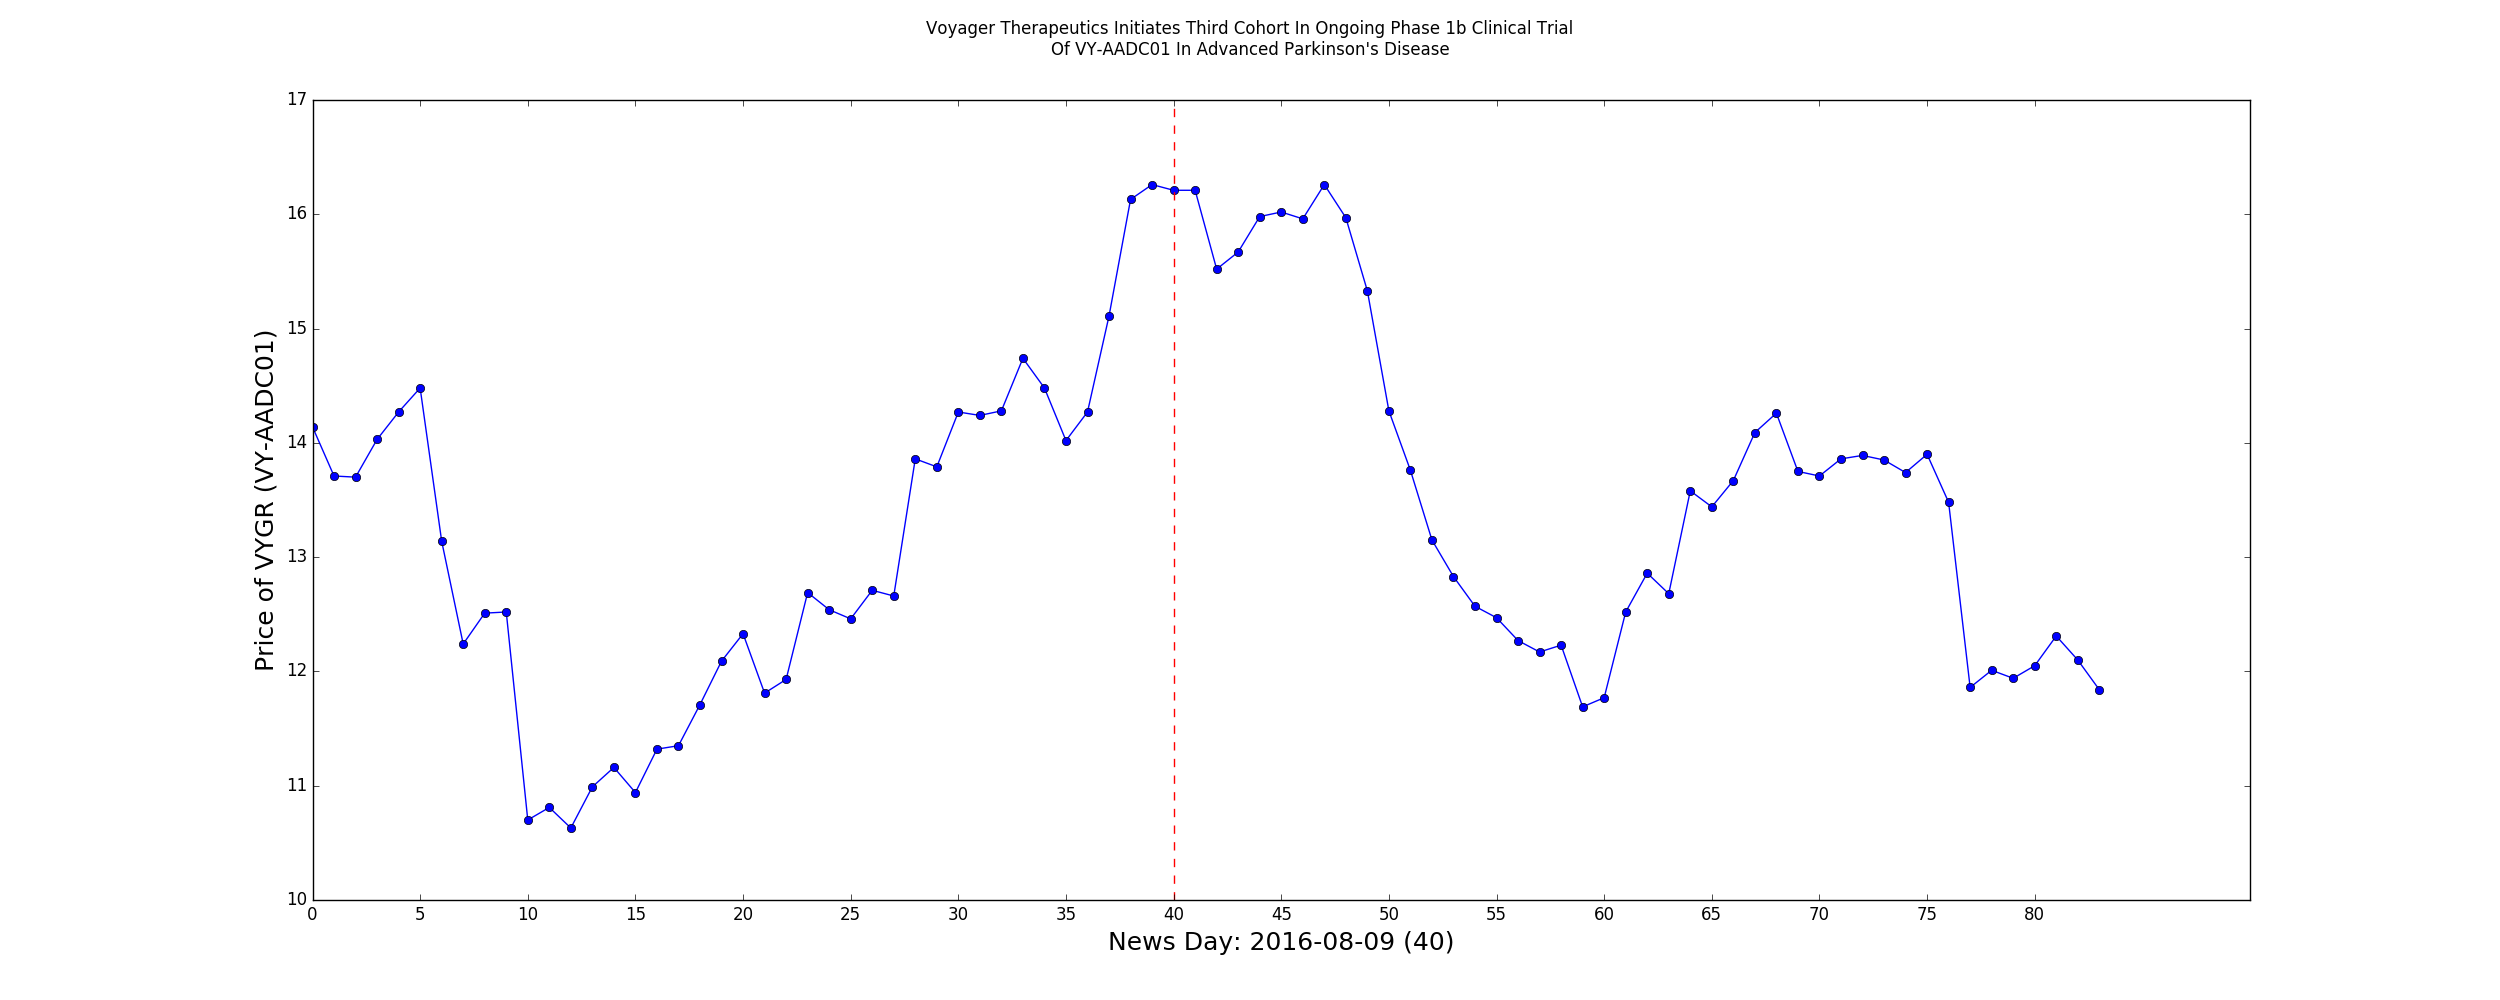 Voyager Therapeutics Initiates Third Cohort In Ongoing Phase 1b Clinical Trial
Of VY-AADC01 In Advanced Parkinson's Disease
17
16
15
14
13
12
11
10
Price of VYGR (VY-AADC01)
0 5 10 15 20 25 30 35 40 45 50 55 60 65 70 75 80
News Day: 2016-08-09 (40)